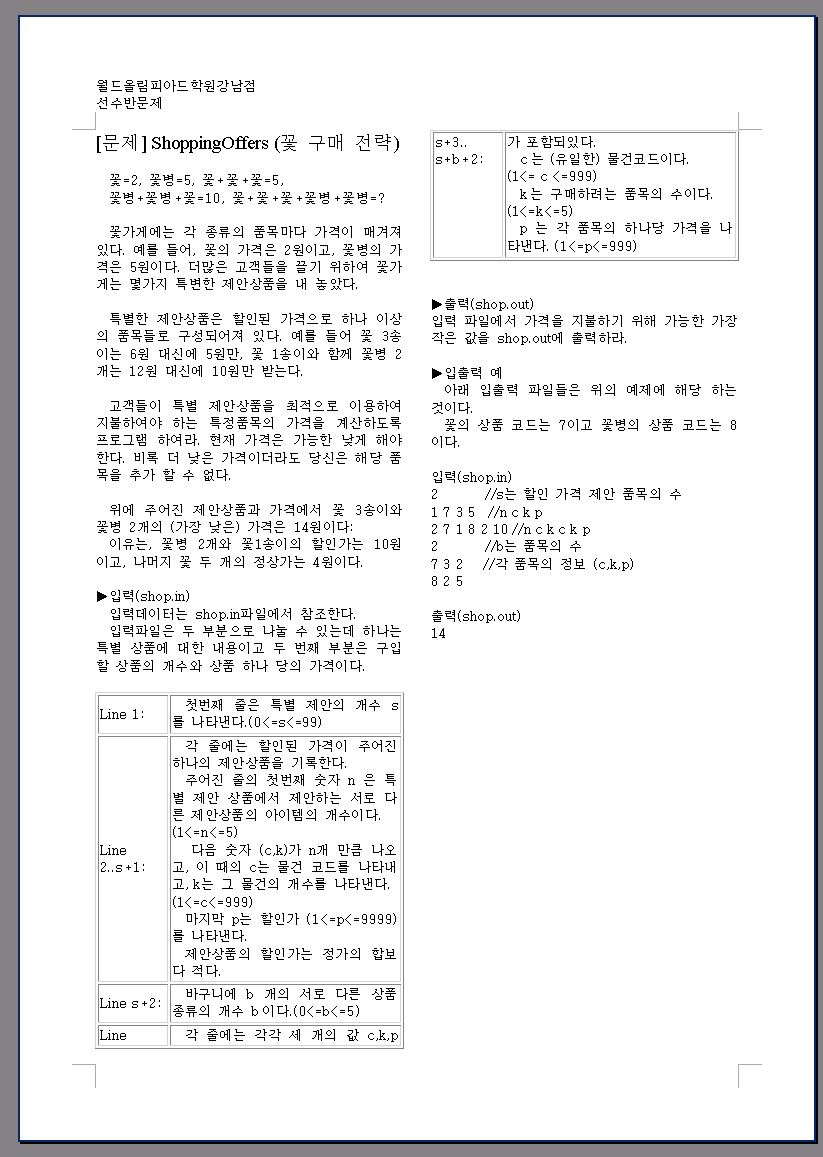 월드올림피아드학원강남점
선수반문제
[문제] ShoppingOffers (꽃 구매 전략)
꽃=2, 꽃병=5, 꽃+꽃+꽃=5,
꽃병+꽃병+꽃=10, 꽃+꽃+꽃+꽃병+꽃병=?
꽃가게에는 각 종류의 품목마다 가격이 매겨져
있다. 예를 들어, 꽃의 가격은 2원이고, 꽃병의 가
격은 5원이다. 더많은 고객들을 끌기 위하여 꽃가
게는 몇가지 특변한 제안상품을 내 놓았다.
특별한 제안상품은 할인된 가격으로 하나 이상
의 품목들로 구성되어져 있다. 예를 들어 꽃 3송
이는 6원 대신에 5원만, 꽃 1송이와 함께 꽃병 2
개는 12원 대신에 10원만 받는다.
고객들이 특별 제안상품을 최적으로 이용하여
지불하여야 하는 특정품목의 가격을 계산하도록
프로그램 하여라. 현재 가격은 가능한 낮게 해야
한다. 비록 더 낮은 가격이더라도 당신은 해당 품
목을 추가 할 수 없다.
위에 주어진 제안상품과 가격에서 꽃 3송이와
꽃병 2개의 (가장 낮은) 가격은 14원이다:
이유는, 꽃병 2개와 꽃1송이의 할인가는 10원
이고, 나머지 꽃 두 개의 정상가는 4원이다.
▶입력(shop.in)
입력데이터는 shop.in파일에서 참조한다.
입력파일은 두 부분으로 나눌 수 있는데 하나는
특별 상품에 대한 내용이고 두 번째 부분은 구입
할 상품의 개수와 상품 하나 당의 가격이다.
Line 1:
첫번째 줄은 특별 제안의 개수 s
를 나타낸다.(0<=s<=99)
Line
2..s+1:
각 줄에는 할인된 가격이 주어진
하나의 제안상품을 기록한다.
주어진 줄의 첫번째 숫자 n 은 특
별 제안 상품에서 제안하는 서로 다
른 제안상품의 아이템의 개수이다.
(1<=n<=5)
다음 숫자 (c,k)가 n개 만큼 나오
고, 이 때의 c는 물건 코드를 나타내
고, k는 그 물건의 개수를 나타낸다.
(1<=c<=999)
마지막 p는 할인가 (1<=p<=9999)
를 나타낸다.
제안상품의 할인가는 정가의 합보
다 적다.
Line s+2:
바구니에 b 개의 서로 다른 상품
종류의 개수 b이다.(0<=b<=5)
Line
각 줄에는 각각 세 개의 값 c,k,p
s+3..
s+b+2:
가 포함되있다.
c는 (유일한) 물건코드이다.
(1<= c <=999)
k는 구매하려는 품목의 수이다.
(1<=k<=5)
p 는 각 품목의 하나당 가격을 나
타낸다. (1<=p<=999)
▶출력(shop.out)
입력 파일에서 가격을 지불하기 위해 가능한 가장
작은 값을 shop.out에 출력하라.
▶입출력 예
아래 입출력 파일들은 위의 예제에 해당 하는
것이다.
꽃의 상품 코드는 7이고 꽃병의 상품 코드는 8
이다.
입력(shop.in)
2 //s는 할인 가격 제안 품목의 수
1 7 3 5 //n c k p
2 7 1 8 2 10 //n c k c k p
2 //b는 품목의 수
7 3 2 //각 품목의 정보 (c,k,p)
8 2 5
출력(shop.out)
14